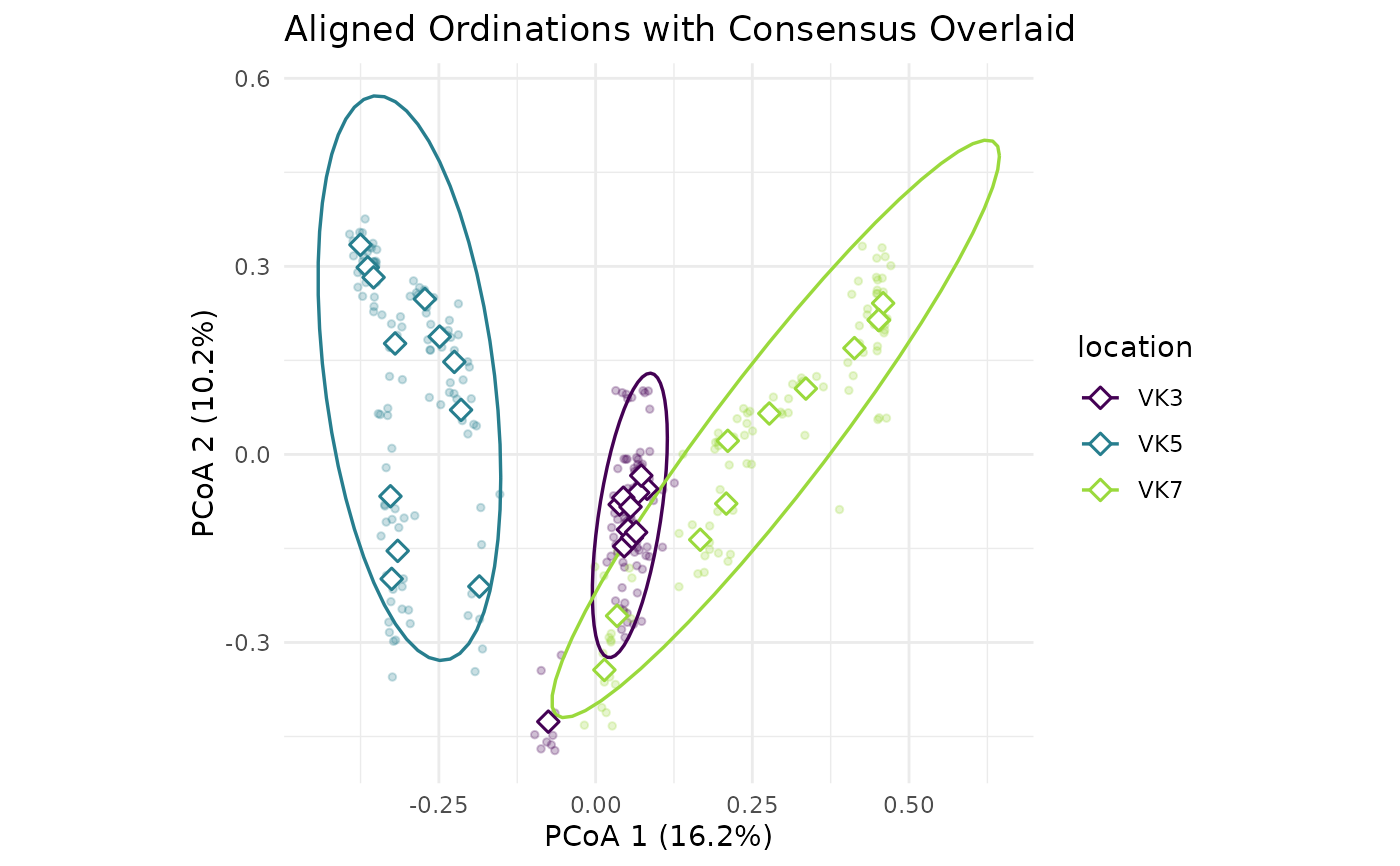 Aligned Ordinations with Consensus Overlaid
0.6
0.3
0.0
-0.3
PCoA 2 (10.2%)
-0.25
0.00
0.25
0.50
PCoA 1 (16.2%)
location
VK3
VK5
VK7